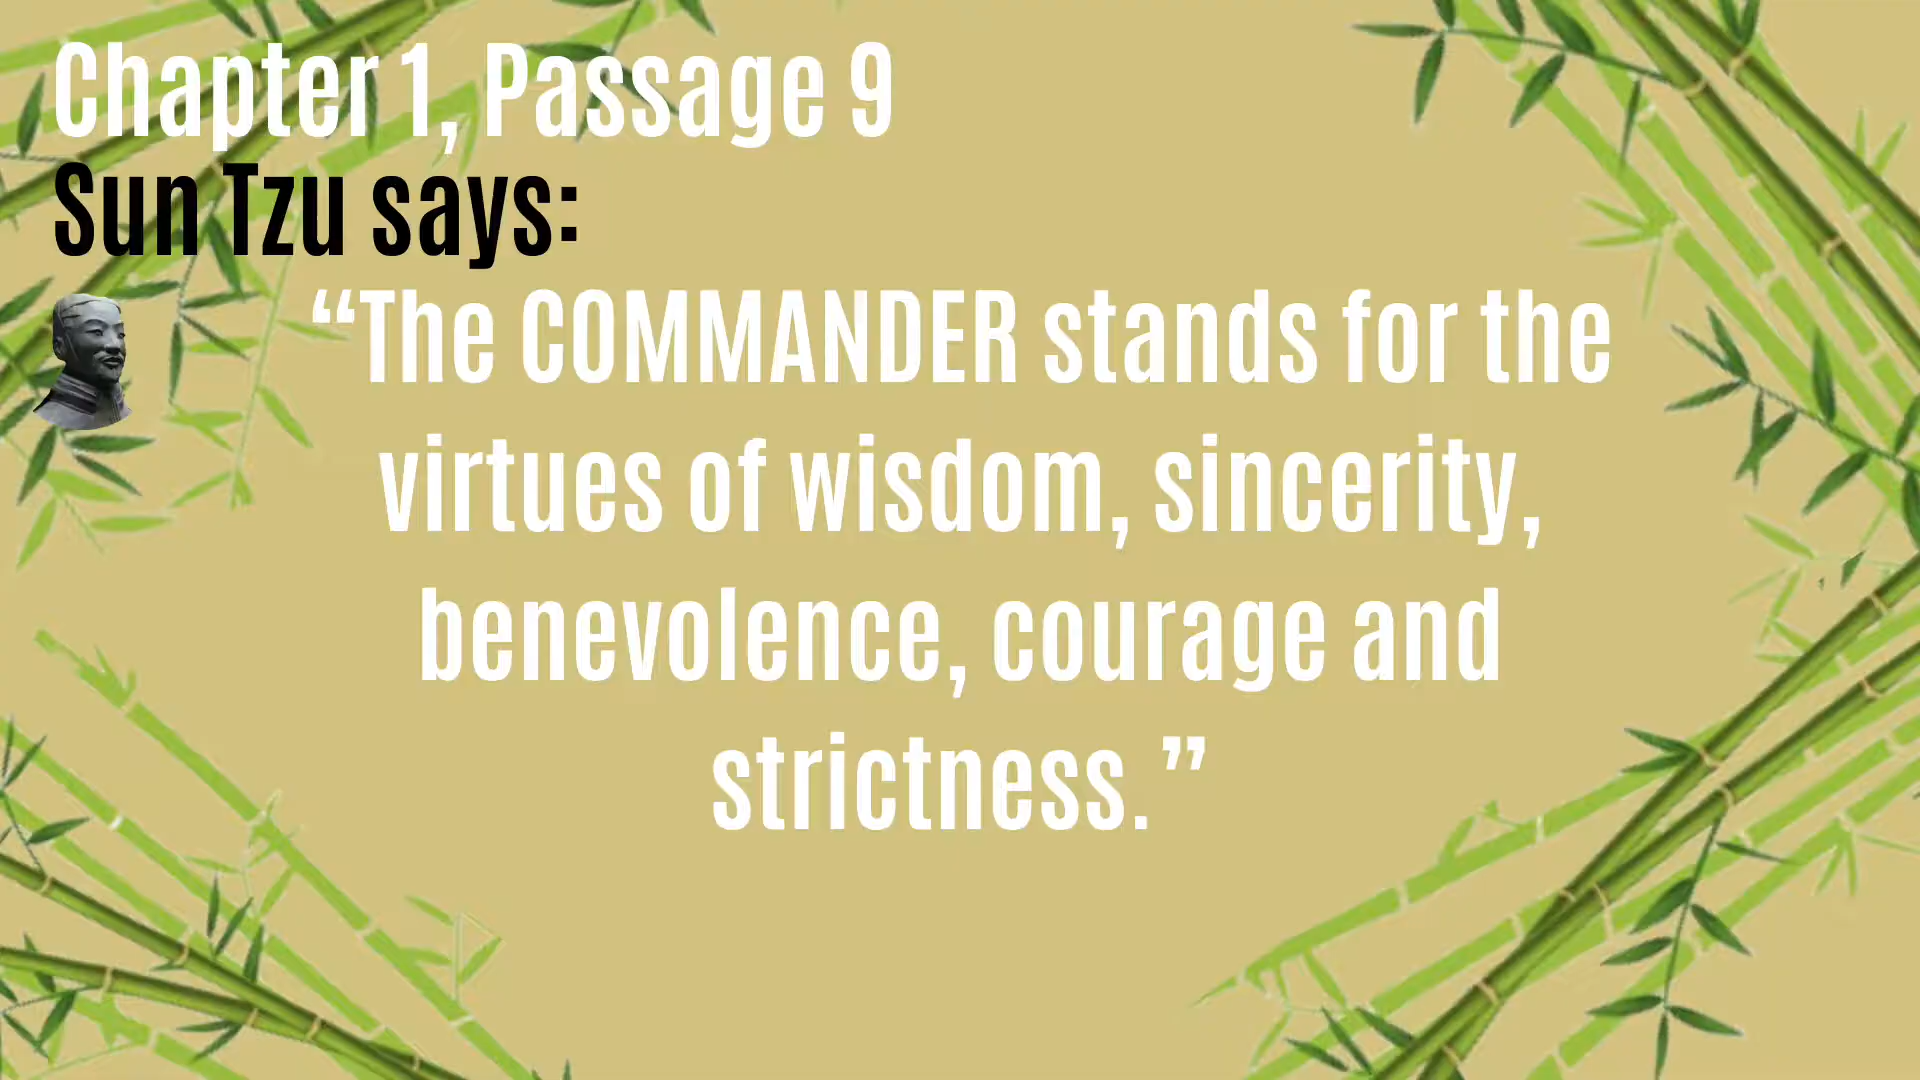 Chapter 1, Passage 9
Sun Tzu says:
“The COMMANDER stands for the
virtues of wisdom, sincerity,
benevolence, courage and
strictness.”